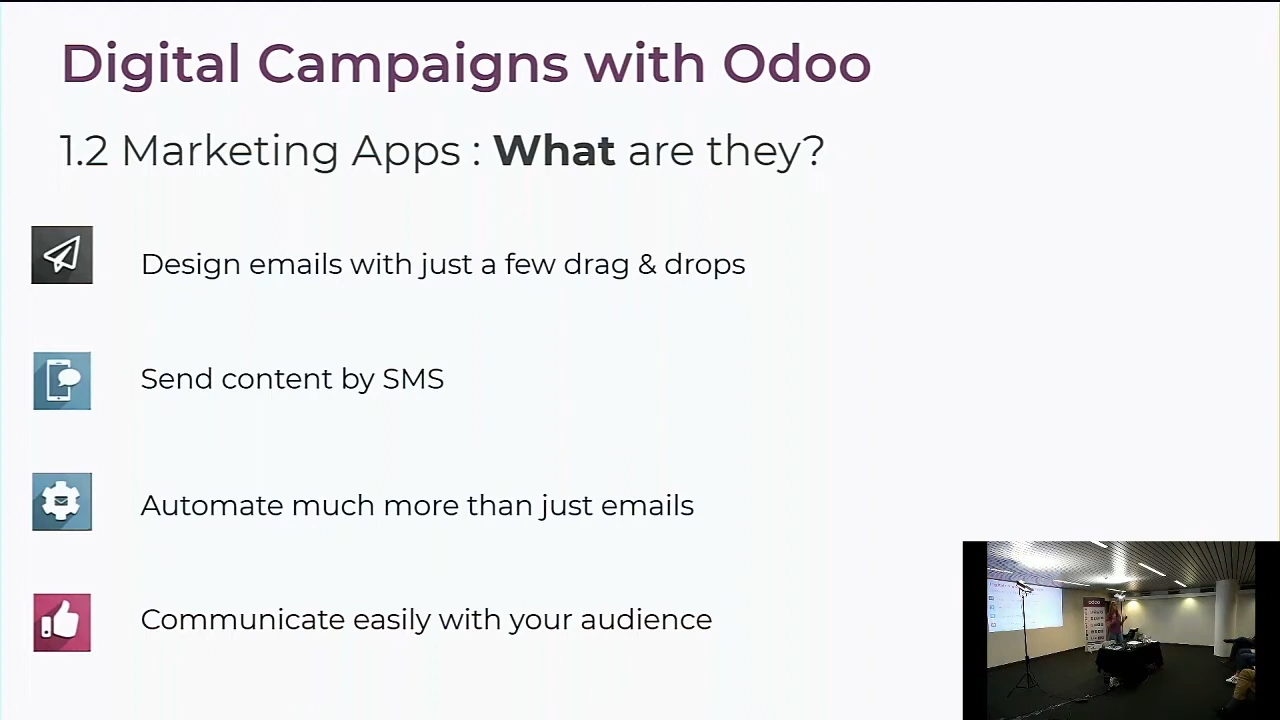 Digital Campaigns with Odoo
1.2 Marketing Apps : What are they?
Design emails with just a few drag & drops
Send content by SMS
Automate much more than just emails
Communicate easily with your audience
odoo